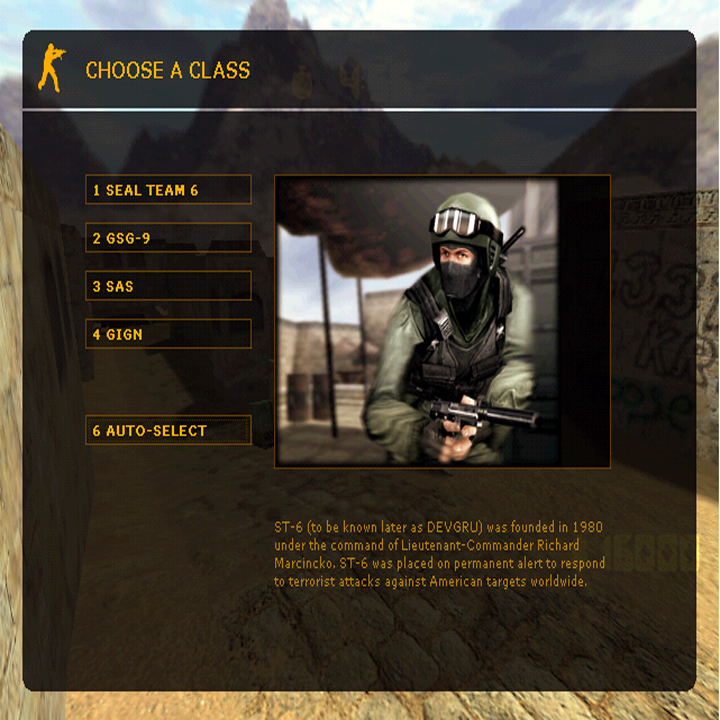 CHOOSE A CLASS
1 SEAL TEAM 6
2 GSG-9
3 SAS
4 GIGN
6 AUTO-SELECT
ST-6 (to be known later as DEVGRU) was founded in 1980
under the command of Lieutenant-Commander Richard
Marcincko. ST-6 was placed on permanent alert to respond
to terrorist attacks against American targets worldwide.